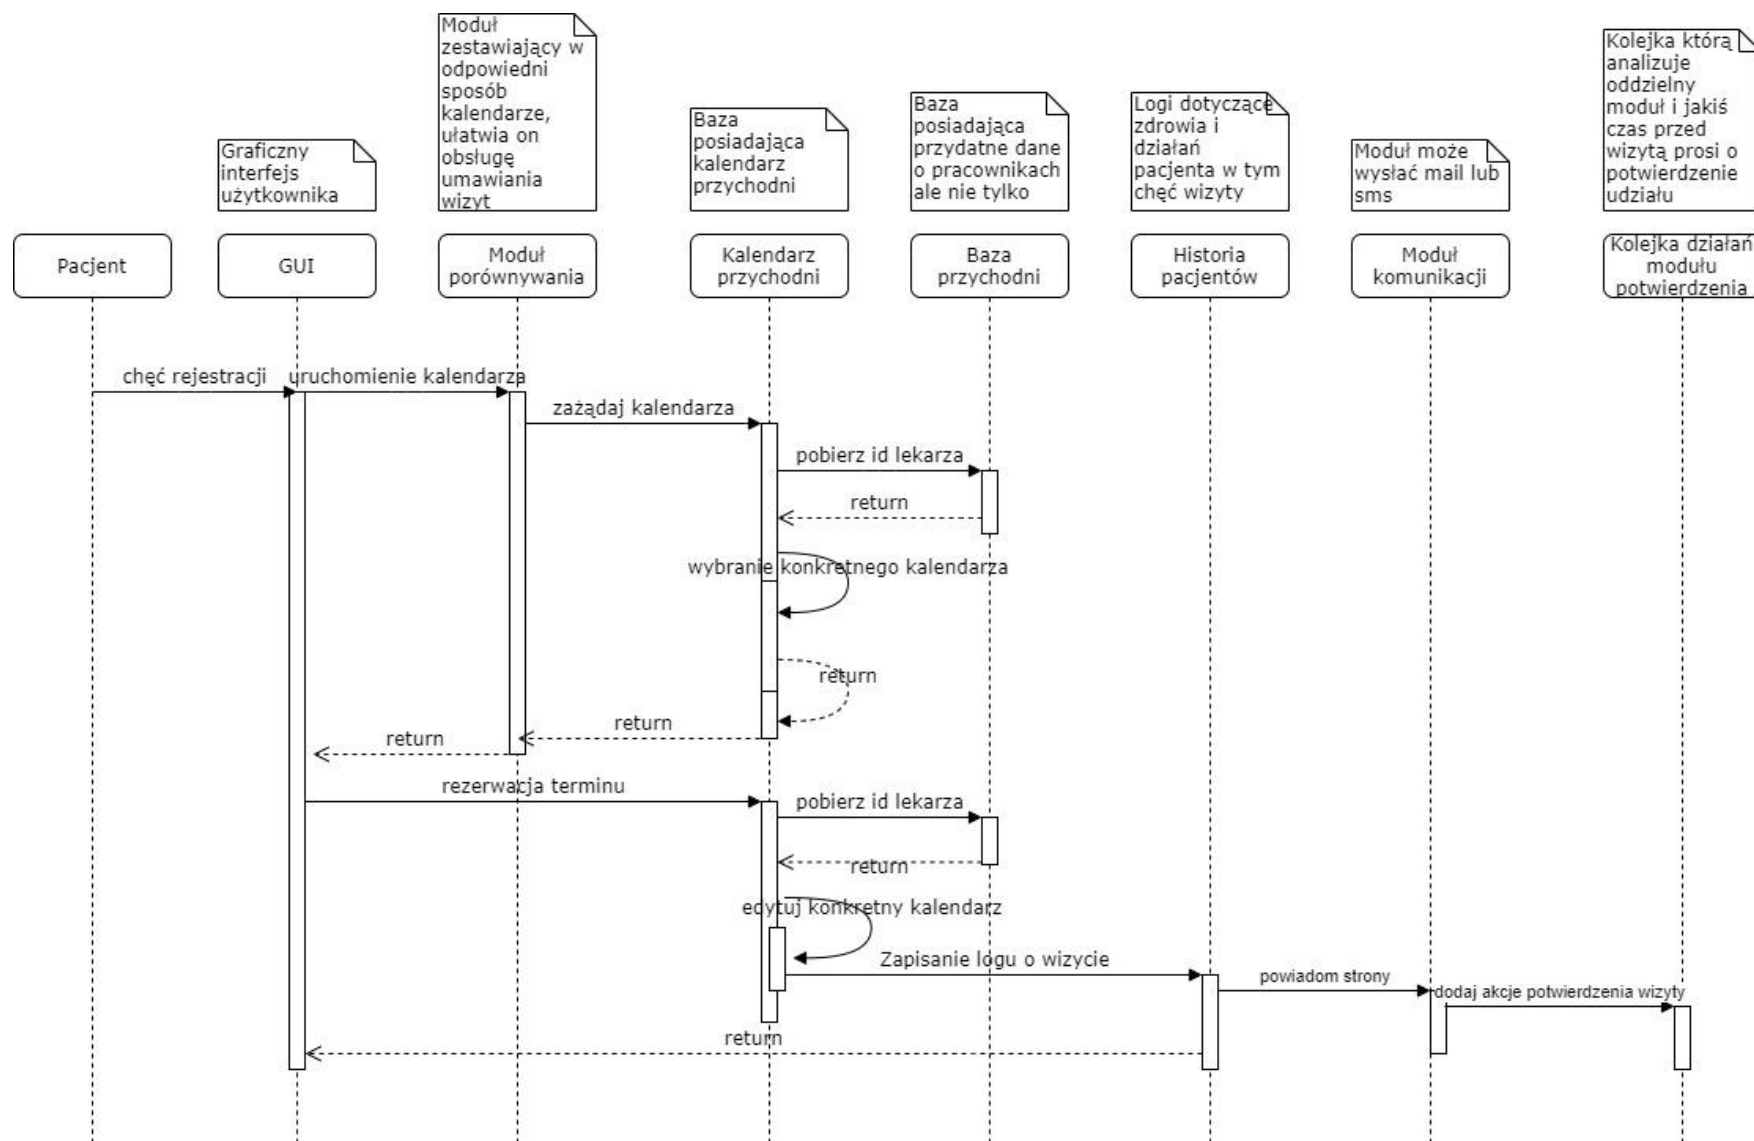 Moduł
zestawiający w
odpowiedni
sposób
kalendarze,
ułatwia on
obsługę
umawiania
wizyt
Kolejka którą
analizuje
oddzielny
moduł i jakiś
czas przed
wizytą prosi o
potwierdzenie
udziału
Baza
posiadająca
przydatne dane
o pracownikach
ale nie tylko
Logi dotyczące
zdrowia i
działań
pacjenta w tym
chęć wizyty
Baza
posiadająca
kalendarz
przychodni
Graficzny
interfejs
użytkownika
Moduł może
wysłać mail lub
sms
Pacjent
GUI
Moduł
porównywania
Kalendarz
przychodni
Baza
przychodni
Historia
pacjentów
Moduł
komunikacji
Kolejka działań
modułu
potwierdzenia
chęć rejestracji
uruchomienie kalendarza
zażądaj kalendarza
pobierz id lekarza
return
wybranie konkretnego kalendarza
return
return
return
rezerwacja terminu
pobierz id lekarza
return
edytuj konkretny kalendarz
Zapisanie logu o wizycie
powiadom strony
dodaj akcje potwierdzenia wizyty
return